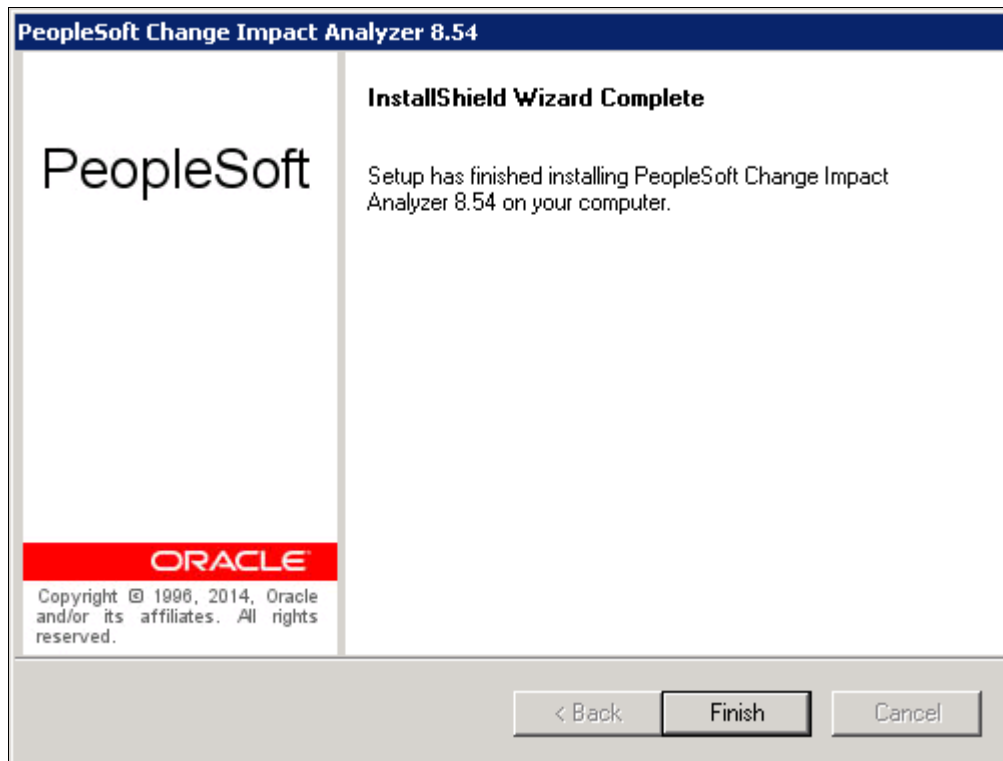 PeopleSoft Change Impact Analyzer 8.54
PeopleSoft
InstallShield Wizard Complete
Setup has finished installing PeopleSoft Change Impact
Analyzer 8.54 on your computer.
ORACLE
Copyright © 1996, 2014, Oracle
and/or its affiliates. All rights
reserved.
< Back
Finish
Cancel